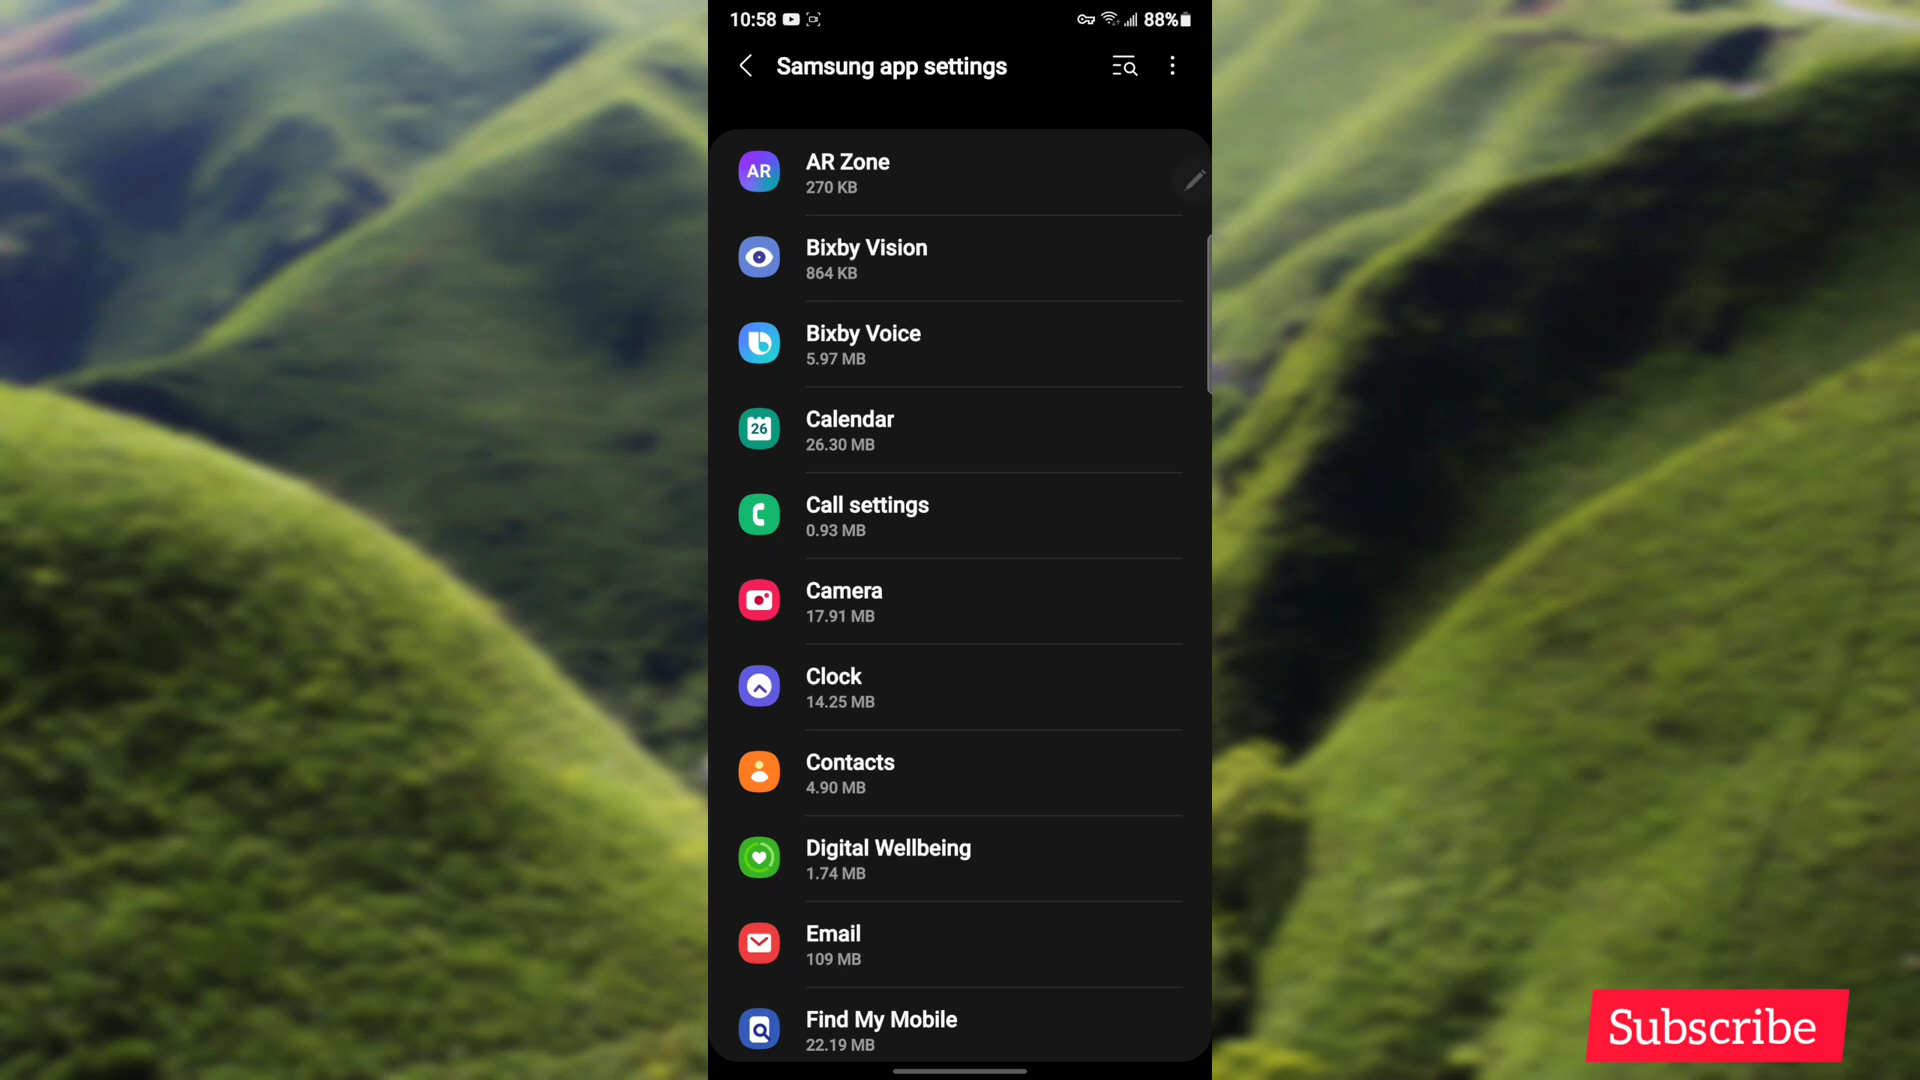 10:58 88%
Samsung app settings
AR
AR Zone
270 KB
Bixby Vision
864 KB
Bixby Voice
5.97 MB
26
Calendar
26.30 MB
Call settings
0.93 MB
Camera
17.91 MB
Clock
14.25 MB
Contacts
4.90 MB
Digital Wellbeing
1.74 MB
Email
109 MB
Find My Mobile
22.19 MB
Subscribe